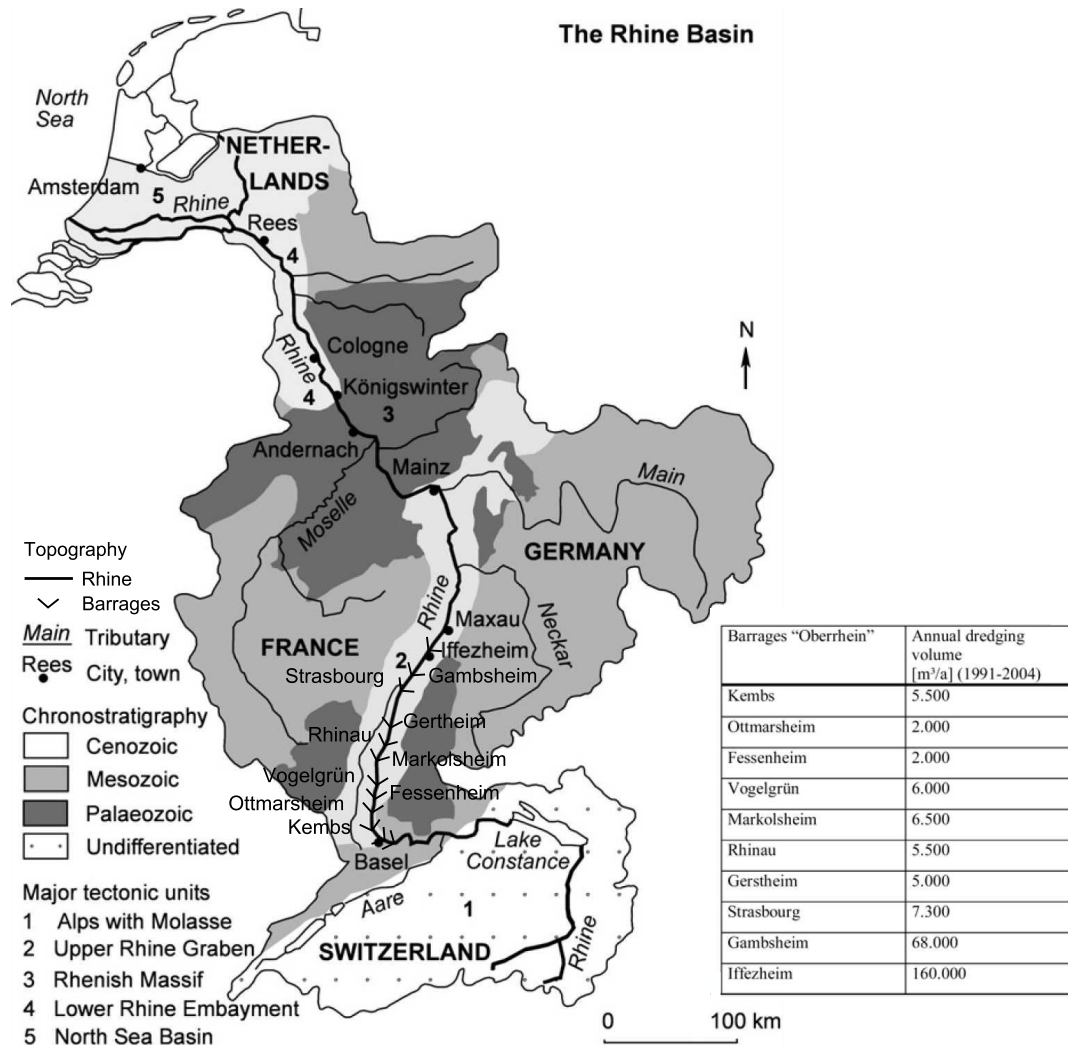 The Rhine Basin
North
Sea
NETHER-
LANDS
Amsterdam
5
Rhine
Rees
4
N
Rhine
Cologne
4
Königswinter
3
Andernach
Mainz
Main
Moselle
GERMANY
Rhine
Neckar
Maxau
FRANCE
2
Iffezheim
Strasbourg
Gambsheim
Gertheim
Rhinau
Markolsheim
Vogelgrün
Fessenheim
Ottmarsheim
Kembs
Basel
Lake
Constance
Aare
1
SWITZERLAND
Rhine
0 100 km
Topography
Rhine
Barrages
Main Tributary
Rees City, town
Chronostratigraphy
Cenozoic
Mesozoic
Palaeozoic
Undifferentiated
Major tectonic units
1 Alps with Molasse
2 Upper Rhine Graben
3 Rhenish Massif
4 Lower Rhine Embayment
5 North Sea Basin
Barrages “Oberrhein” Annual dredging
volume
[m³/a] (1991-2004)
Kembs 5.500
Ottmarsheim 2.000
Fessenheim 2.000
Vogelgrün 6.000
Markolsheim 6.500
Rhinau 5.500
Gerstheim 5.000
Strasbourg 7.300
Gambsheim 68.000
Iffezheim 160.000